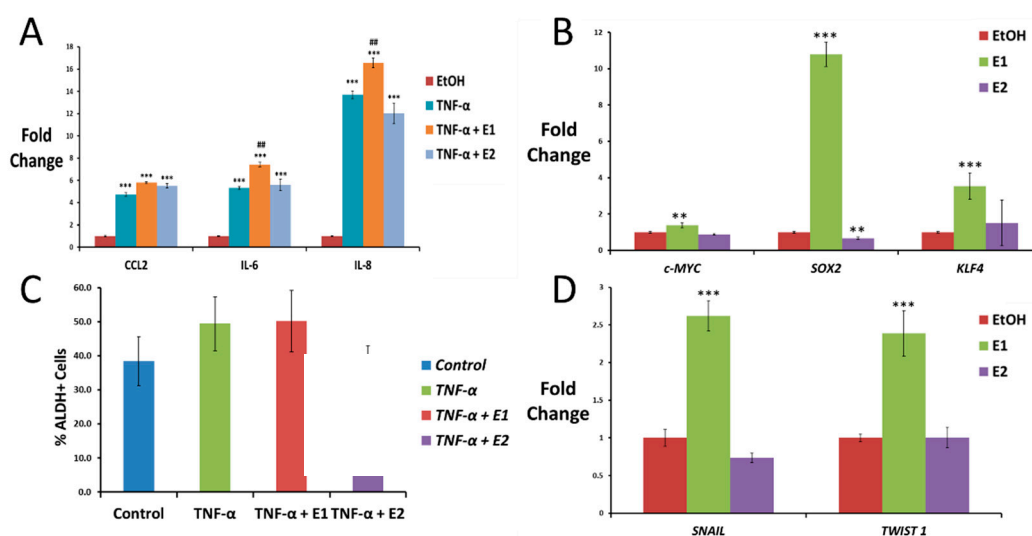 A
18
16
14
12
10
8
6
4
2
0
Fold
Change
***
***
***
##
***
***
***
##
***
***
***
CCL2
IL-6
IL-8
EtOH
TNF-α
TNF-α + E1
TNF-α + E2
B
12
10
8
6
4
2
0
Fold
Change
**
***
**
***
c-MYC
SOX2
KLF4
EtOH
E1
E2
C
60.0
50.0
40.0
30.0
20.0
10.0
0.0
% ALDH+ Cells
Control
TNF-α
TNF-α + E1
TNF-α + E2
Control
TNF-α
TNF-α + E1
TNF-α + E2
D
3
2.5
2
1.5
1
0.5
0
Fold
Change
***
***
SNAIL
TWIST 1
EtOH
E1
E2